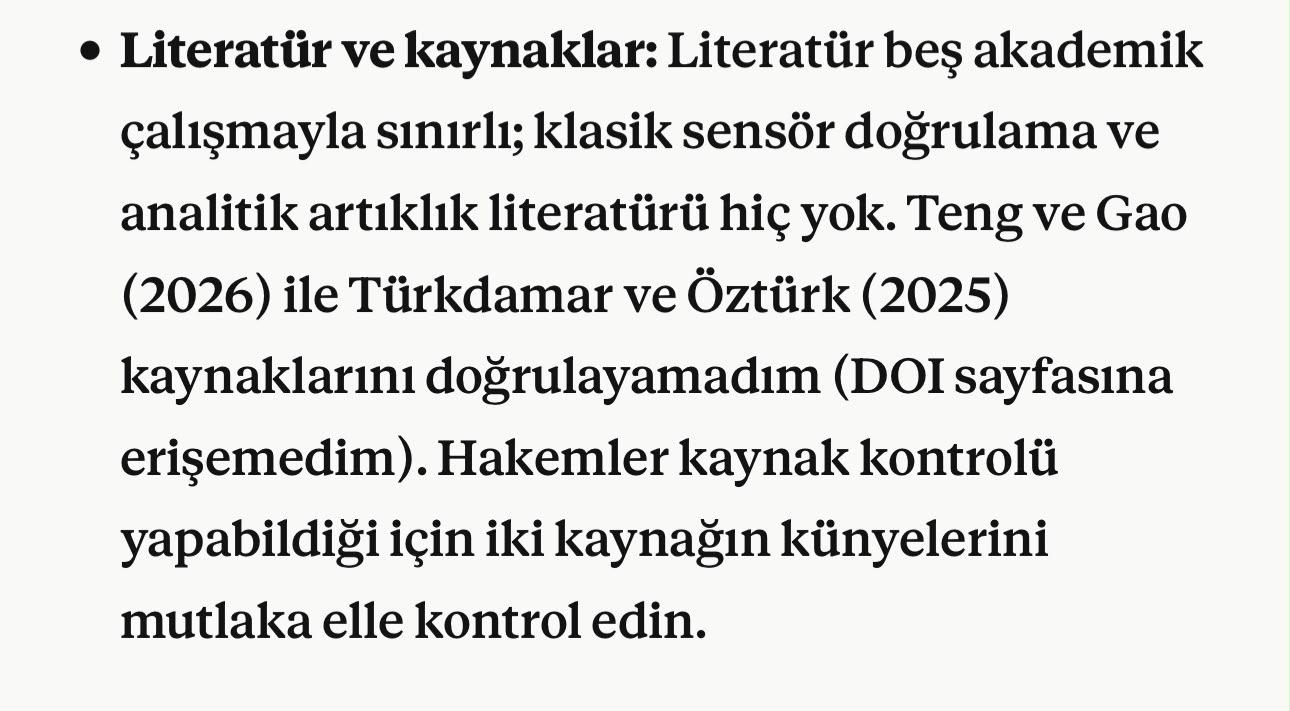 • Literatür ve kaynaklar: Literatür beş akademik
çalışmayla sınırlı; klasik sensör doğrulama ve
analitik artıklık literatürü hiç yok. Teng ve Gao
(2026) ile Türkdamar ve Öztürk (2025)
kaynaklarını doğrulayamadım (DOI sayfasına
erişemedim). Hakemler kaynak kontrolü
yapabildiği için iki kaynağın künyelerini
mutlaka elle kontrol edin.